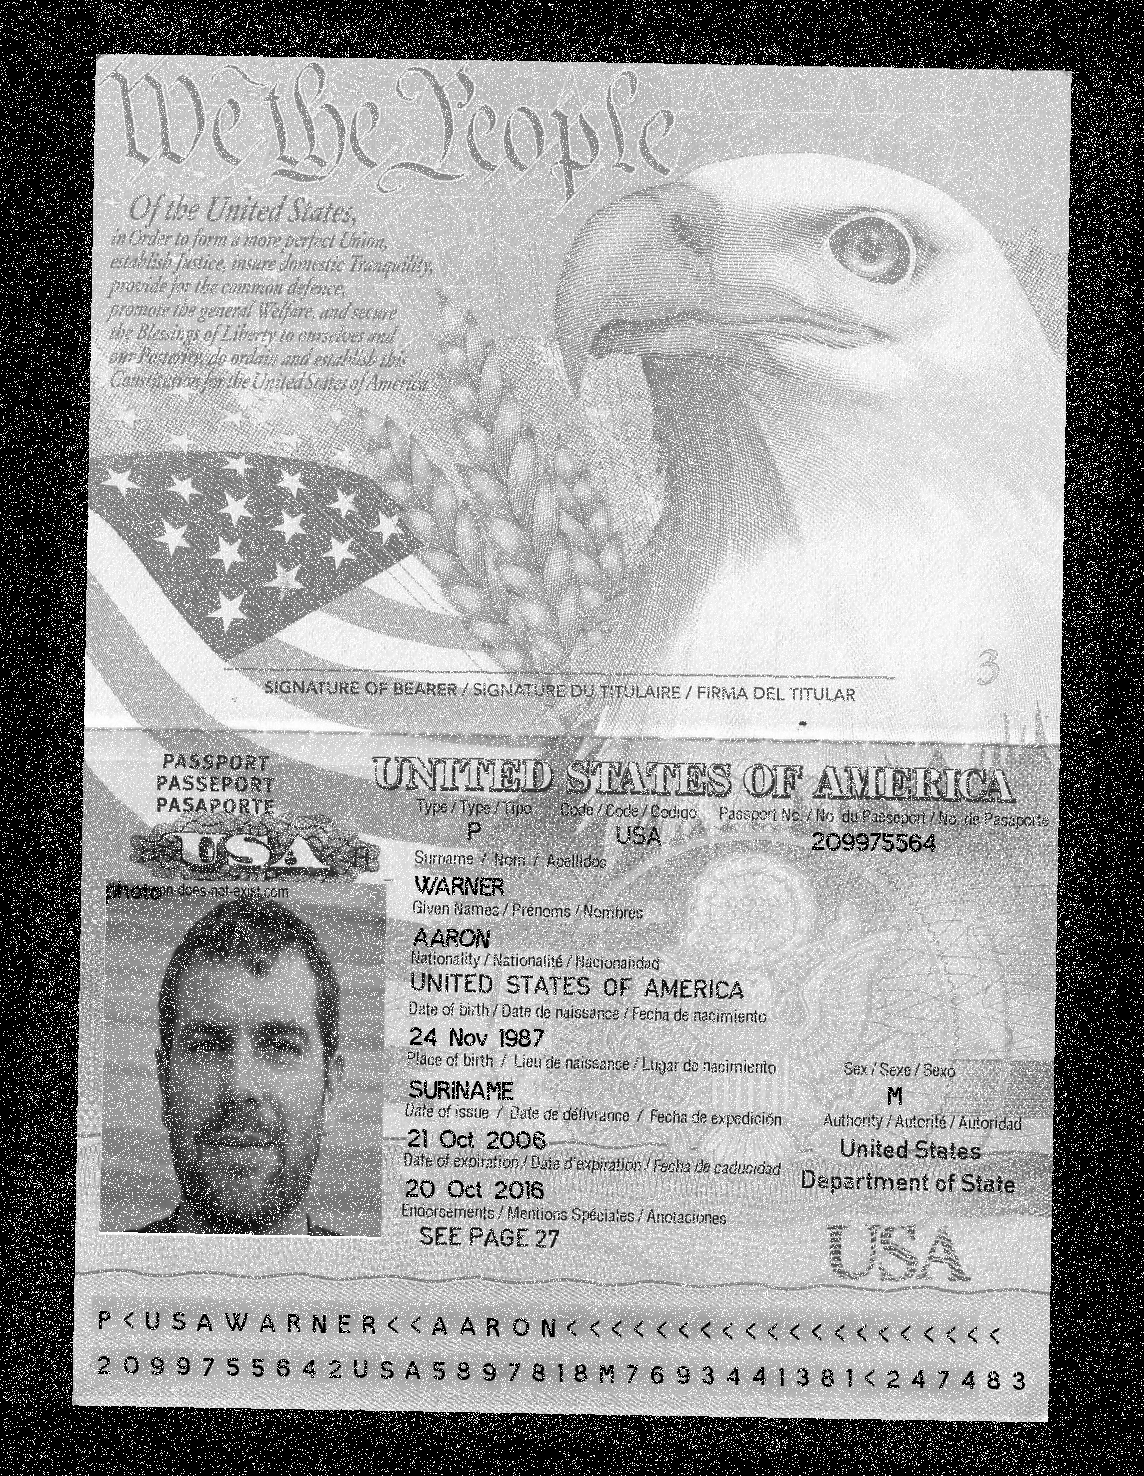 We the People
Of the United States,
in Order to form a more perfect Union,
establish Justice, insure domestic Tranquility,
provide for the common defence,
promote the general Welfare, and secure
the Blessings of Liberty to ourselves and
our Posterity, do ordain and establish this
Constitution for the United States of America.
3
SIGNATURE OF BEARER / SIGNATURE DU TITULAIRE / FIRMA DEL TITULAR
PASSPORT
PASSEPORT
PASAPORTE
USA
UNITED STATES OF AMERICA
Type / Type / Tipo Code / Code / Codigo Passport No. / No. du Passeport / No. de Pasaporte
P USA 209975564
Surname / Nom / Apellidos
WARNER
Given Names / Prénoms / Nombres
AARON
Nationality / Nationalité / Nacionalidad
UNITED STATES OF AMERICA
Date of birth / Date de naissance / Fecha de nacimiento
24 Nov 1987
Place of birth / Lieu de naissance / Lugar de nacimiento
SURINAME
Sex / Sexe / Sexo
M
Date of issue / Date de délivrance / Fecha de expedición
21 Oct 2006
Authority / Autorité / Autoridad
United States
Department of State
Date of expiration / Date d'expiration / Fecha de caducidad
20 Oct 2016
Endorsements / Mentions Spéciales / Anotaciones
SEE PAGE 27
USA
P<USAWARNER<<AARON<<<<<<<<<<<<<<<<<<<<
2099755642USA5897818M7693441381<247483